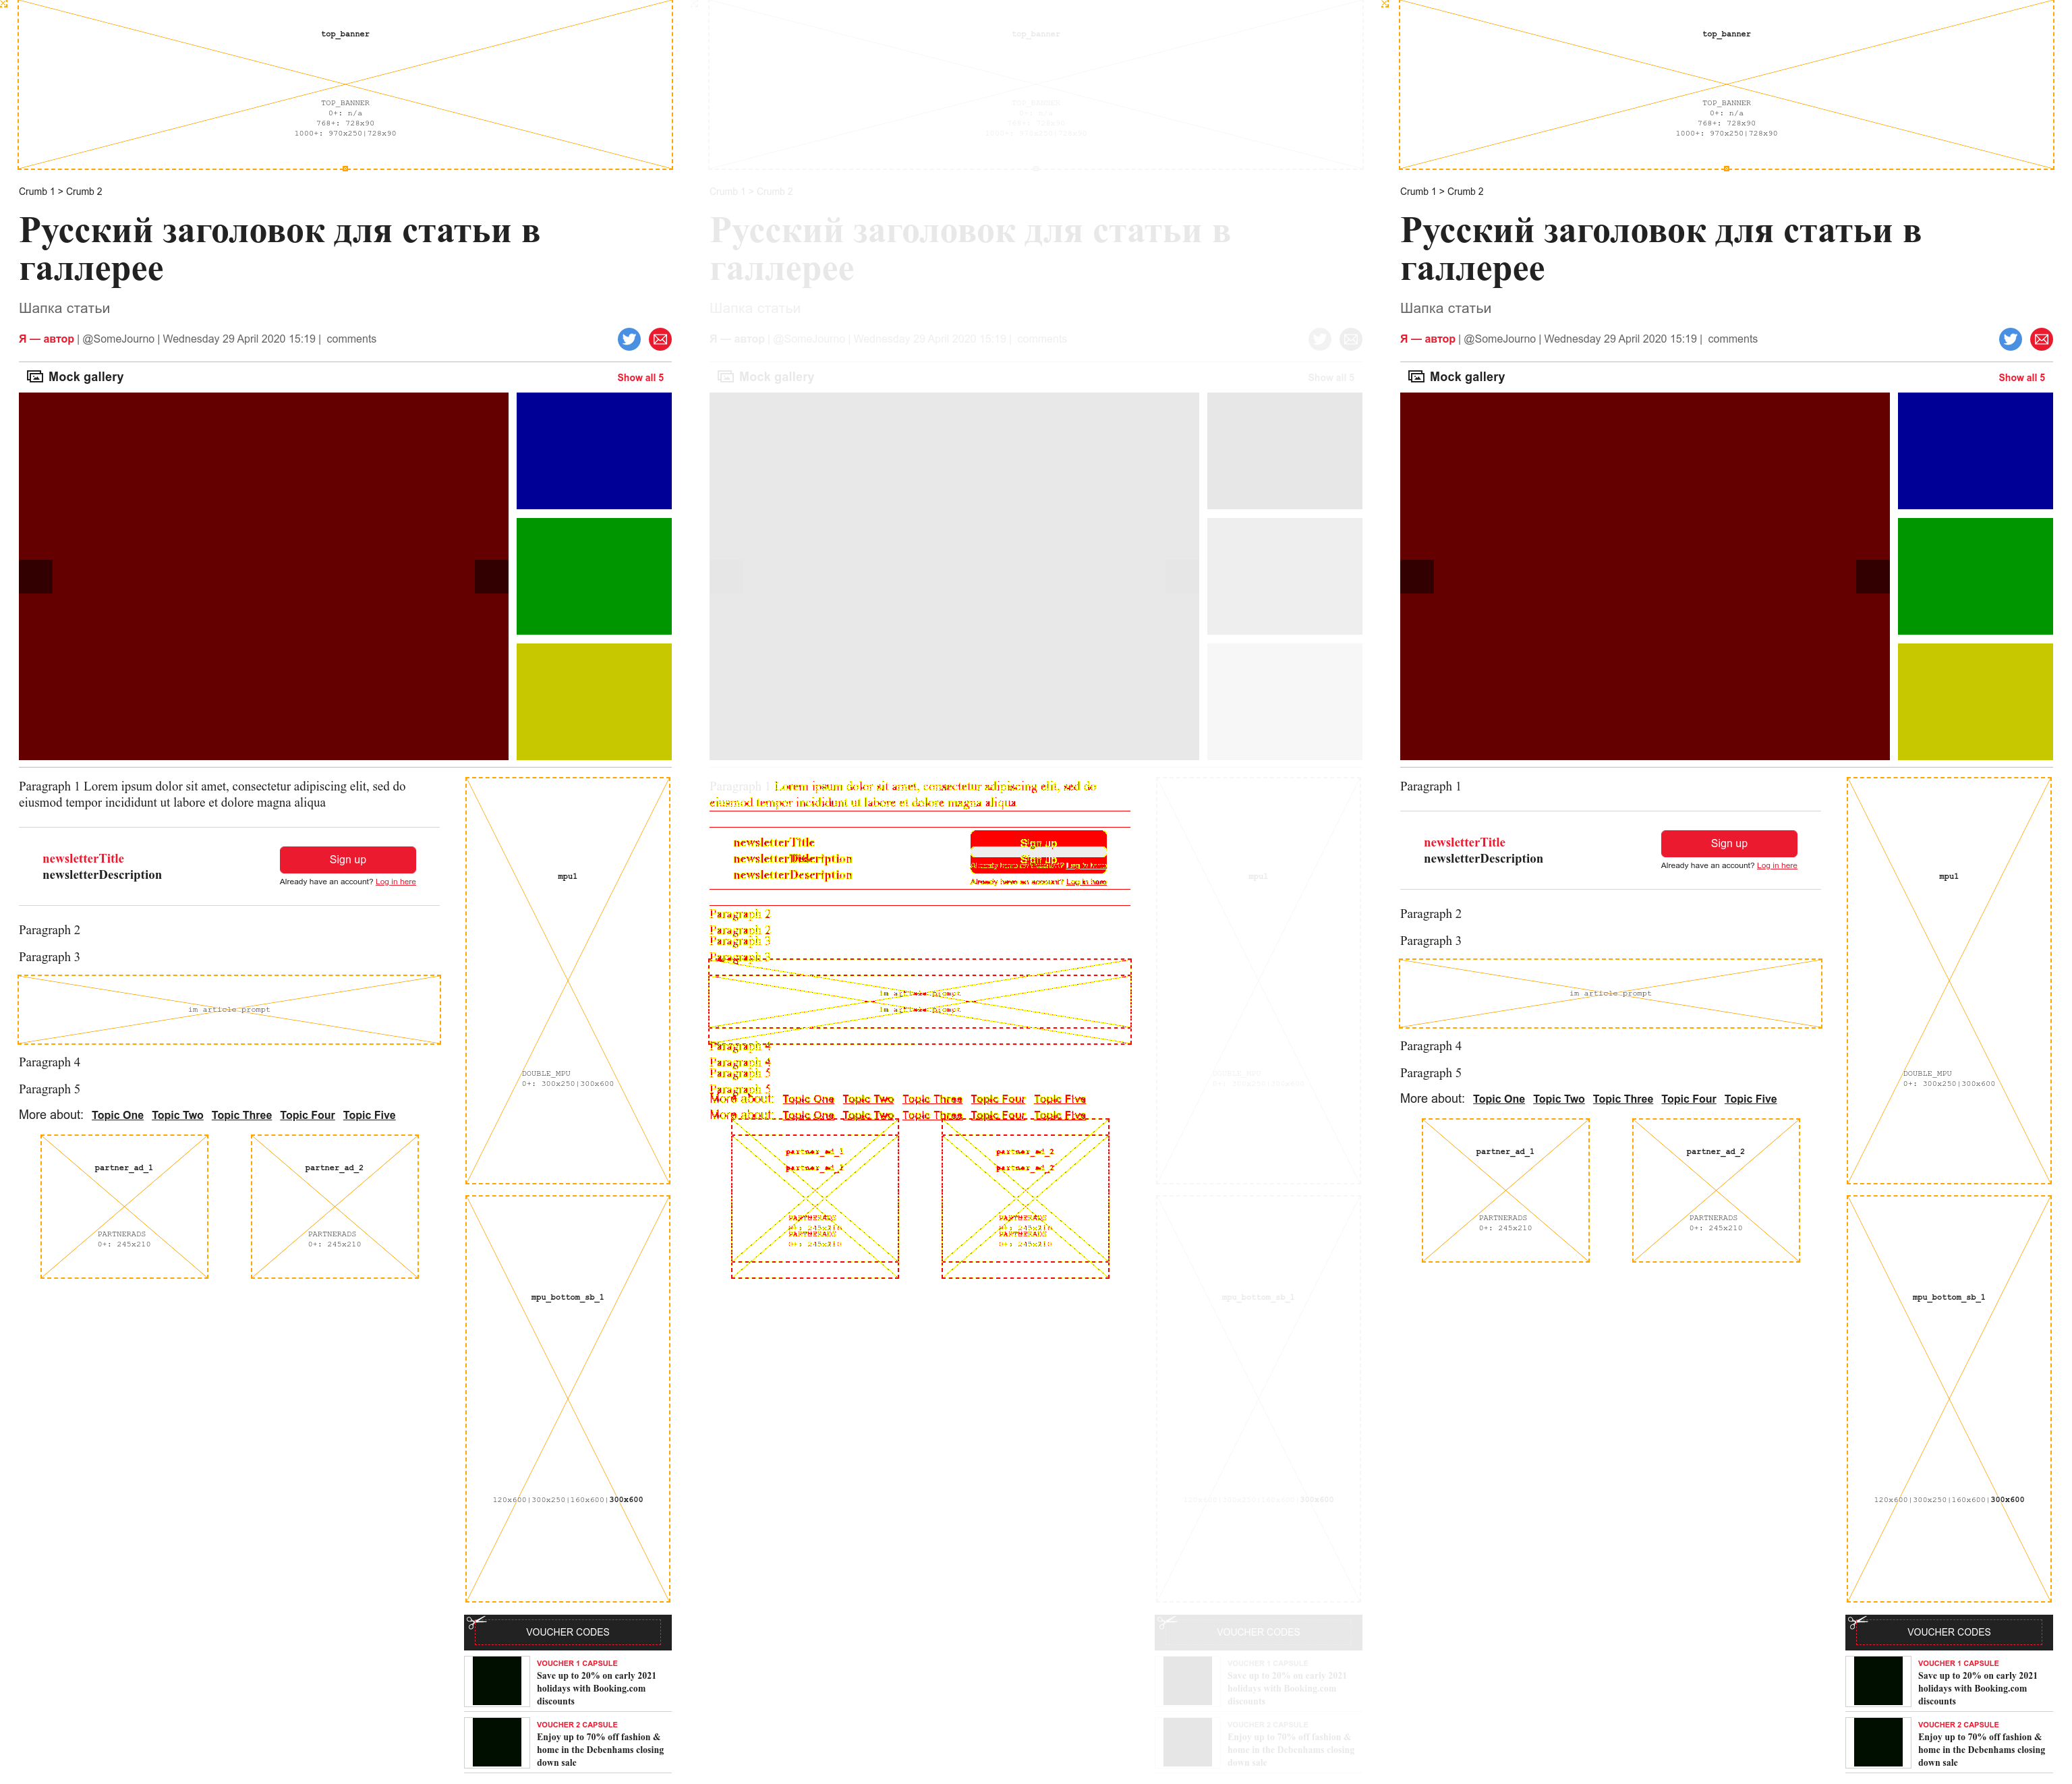 top_banner
TOP_BANNER
0+: n/a
768+: 728x90
1000+: 970x250|728x90
Crumb 1 > Crumb 2
Русский заголовок для статьи в
галлерее
Шапка статьи
Я — автор | @SomeJourno | Wednesday 29 April 2020 15:19 | comments
Mock gallery
Show all 5
Paragraph 1 Lorem ipsum dolor sit amet, consectetur adipiscing elit, sed do
eiusmod tempor incididunt ut labore et dolore magna aliqua
newsletterTitle
newsletterDescription
Sign up
Already have an account? Log in here
Paragraph 2
Paragraph 3
im article prompt
Paragraph 4
Paragraph 5
More about: Topic One Topic Two Topic Three Topic Four Topic Five
partner_ad_1
PARTNERADS
0+: 245x210
partner_ad_2
PARTNERADS
0+: 245x210
mpu1
DOUBLE_MPU
0+: 300x250|300x600
mpu_bottom_sb_1
120x600|300x250|160x600|300x600
VOUCHER CODES
VOUCHER 1 CAPSULE
Save up to 20% on early 2021
holidays with Booking.com
discounts
VOUCHER 2 CAPSULE
Enjoy up to 70% off fashion &
home in the Debenhams closing
down sale
top_banner
TOP_BANNER
0+: n/a
768+: 728x90
1000+: 970x250|728x90
Crumb 1 > Crumb 2
Русский заголовок для статьи в
галлерее
Шапка статьи
Я — автор | @SomeJourno | Wednesday 29 April 2020 15:19 | comments
Mock gallery
Show all 5
Paragraph 1 Lorem ipsum dolor sit amet, consectetur adipiscing elit, sed do
eiusmod tempor incididunt ut labore et dolore magna aliqua
newsletterTitle
newsletterDescription
newsletterDescription
Sign up
Sign up
Already have an account? Log in here
Already have an account? Log in here
Paragraph 2
Paragraph 2
Paragraph 3
Paragraph 3
im article prompt
im article prompt
Paragraph 4
Paragraph 4
Paragraph 5
Paragraph 5
More about: Topic One Topic Two Topic Three Topic Four Topic Five
More about: Topic One Topic Two Topic Three Topic Four Topic Five
partner_ad_1
partner_ad_1
PARTNERADS
0+: 245x210
PARTNERADS
0+: 245x210
partner_ad_2
partner_ad_2
PARTNERADS
0+: 245x210
PARTNERADS
0+: 245x210
mpu1
DOUBLE_MPU
0+: 300x250|300x600
mpu_bottom_sb_1
120x600|300x250|160x600|300x600
VOUCHER CODES
VOUCHER 1 CAPSULE
Save up to 20% on early 2021
holidays with Booking.com
discounts
VOUCHER 2 CAPSULE
Enjoy up to 70% off fashion &
home in the Debenhams closing
down sale
top_banner
TOP_BANNER
0+: n/a
768+: 728x90
1000+: 970x250|728x90
Crumb 1 > Crumb 2
Русский заголовок для статьи в
галлерее
Шапка статьи
Я — автор | @SomeJourno | Wednesday 29 April 2020 15:19 | comments
Mock gallery
Show all 5
Paragraph 1
newsletterTitle
newsletterDescription
Sign up
Already have an account? Log in here
Paragraph 2
Paragraph 3
im article prompt
Paragraph 4
Paragraph 5
More about: Topic One Topic Two Topic Three Topic Four Topic Five
partner_ad_1
PARTNERADS
0+: 245x210
partner_ad_2
PARTNERADS
0+: 245x210
mpu1
DOUBLE_MPU
0+: 300x250|300x600
mpu_bottom_sb_1
120x600|300x250|160x600|300x600
VOUCHER CODES
VOUCHER 1 CAPSULE
Save up to 20% on early 2021
holidays with Booking.com
discounts
VOUCHER 2 CAPSULE
Enjoy up to 70% off fashion &
home in the Debenhams closing
down sale